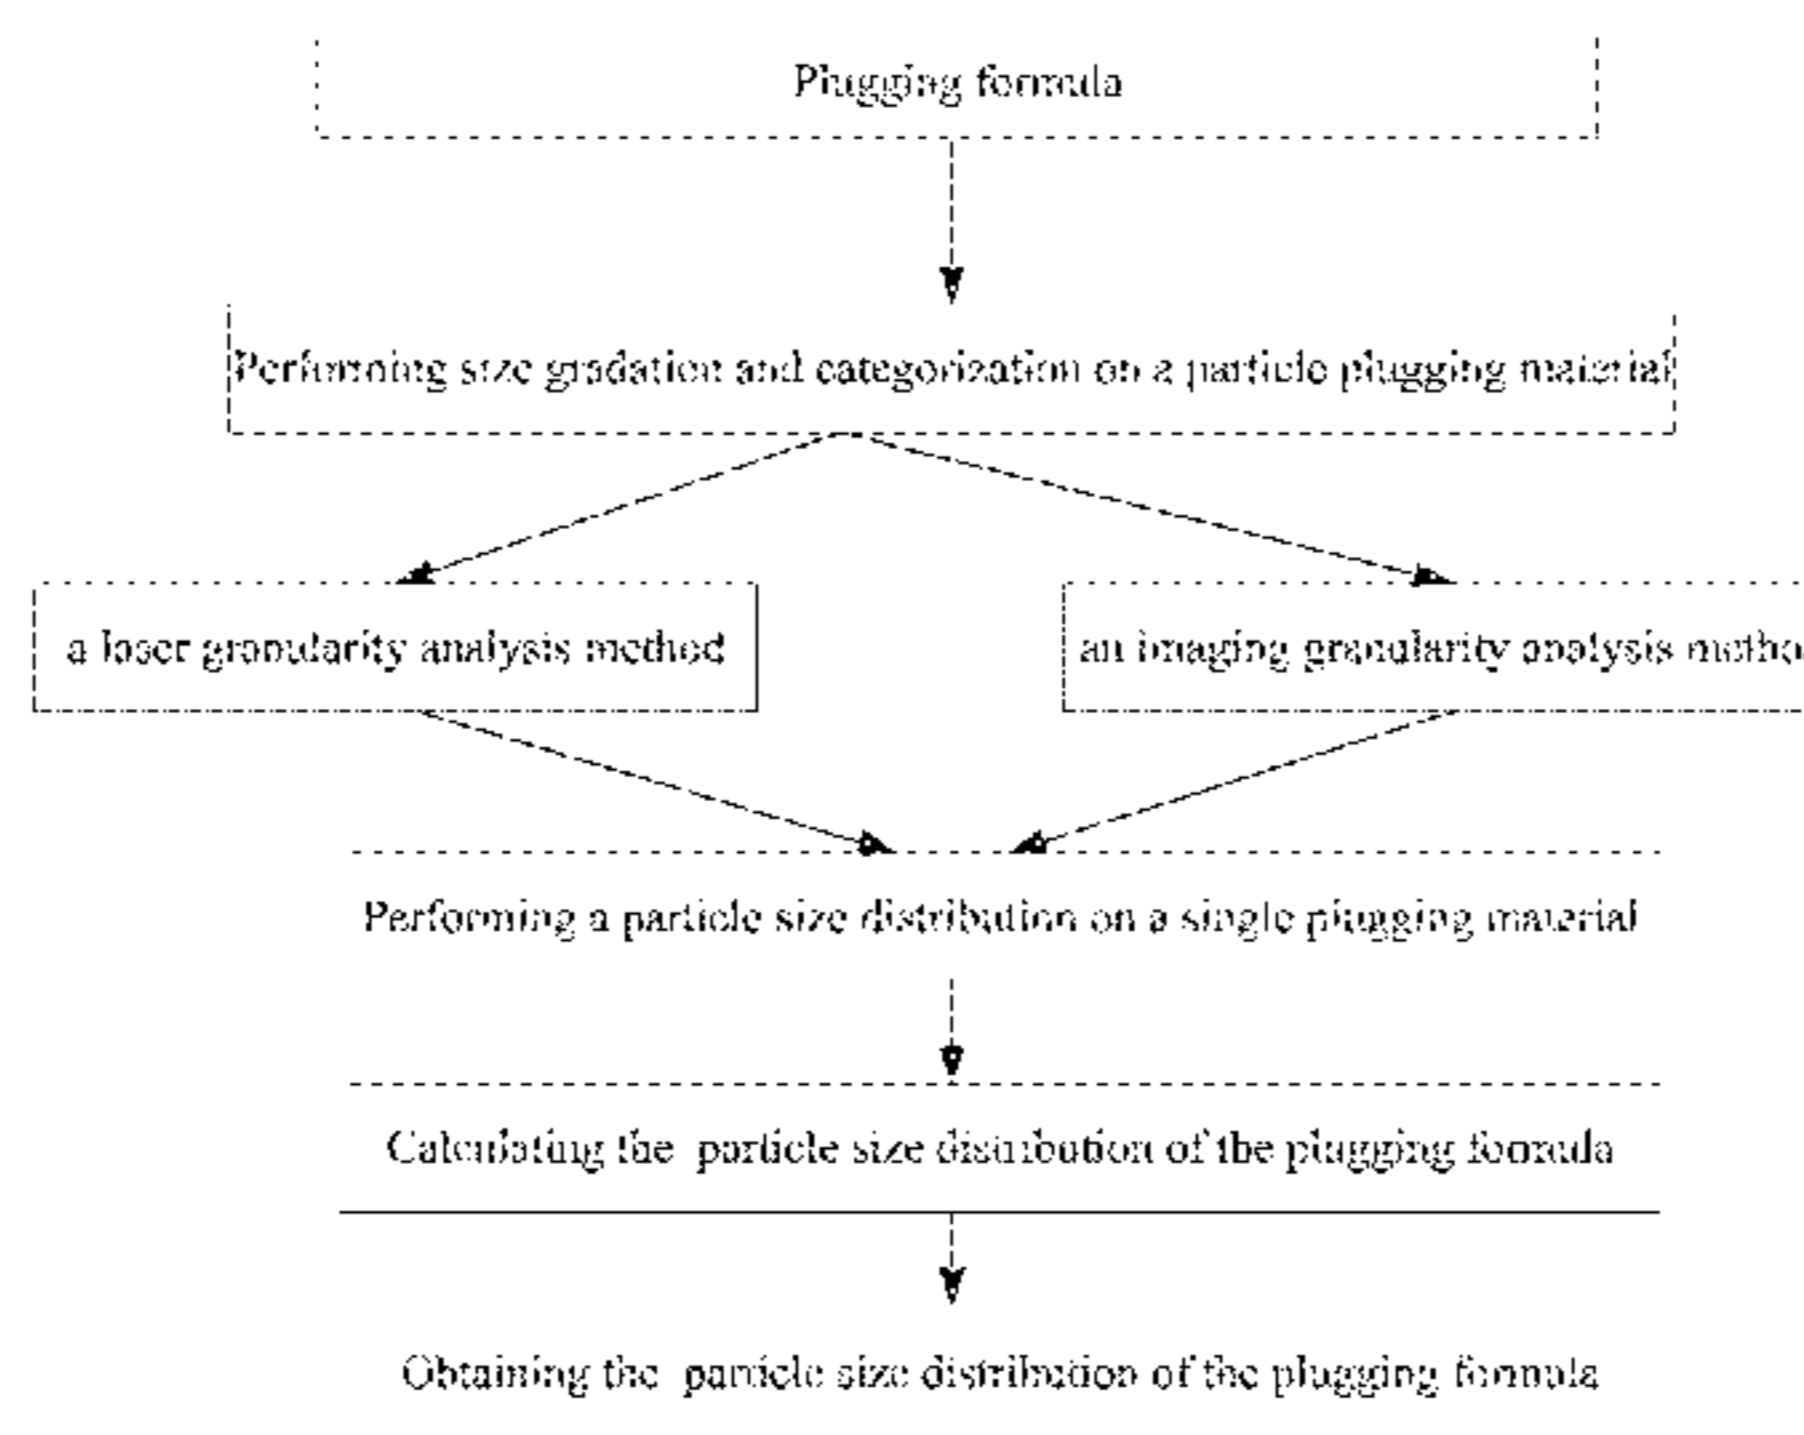 Plugging formula
Performing size gradation and categorization on a particle plugging material
a laser granularity analysis method
an imaging granularity analysis metho
Performing a particle size distribution on a single plugging material
Calculating the particle size distribution of the plugging formula
Obtaining the particle size distribution of the plugging formula